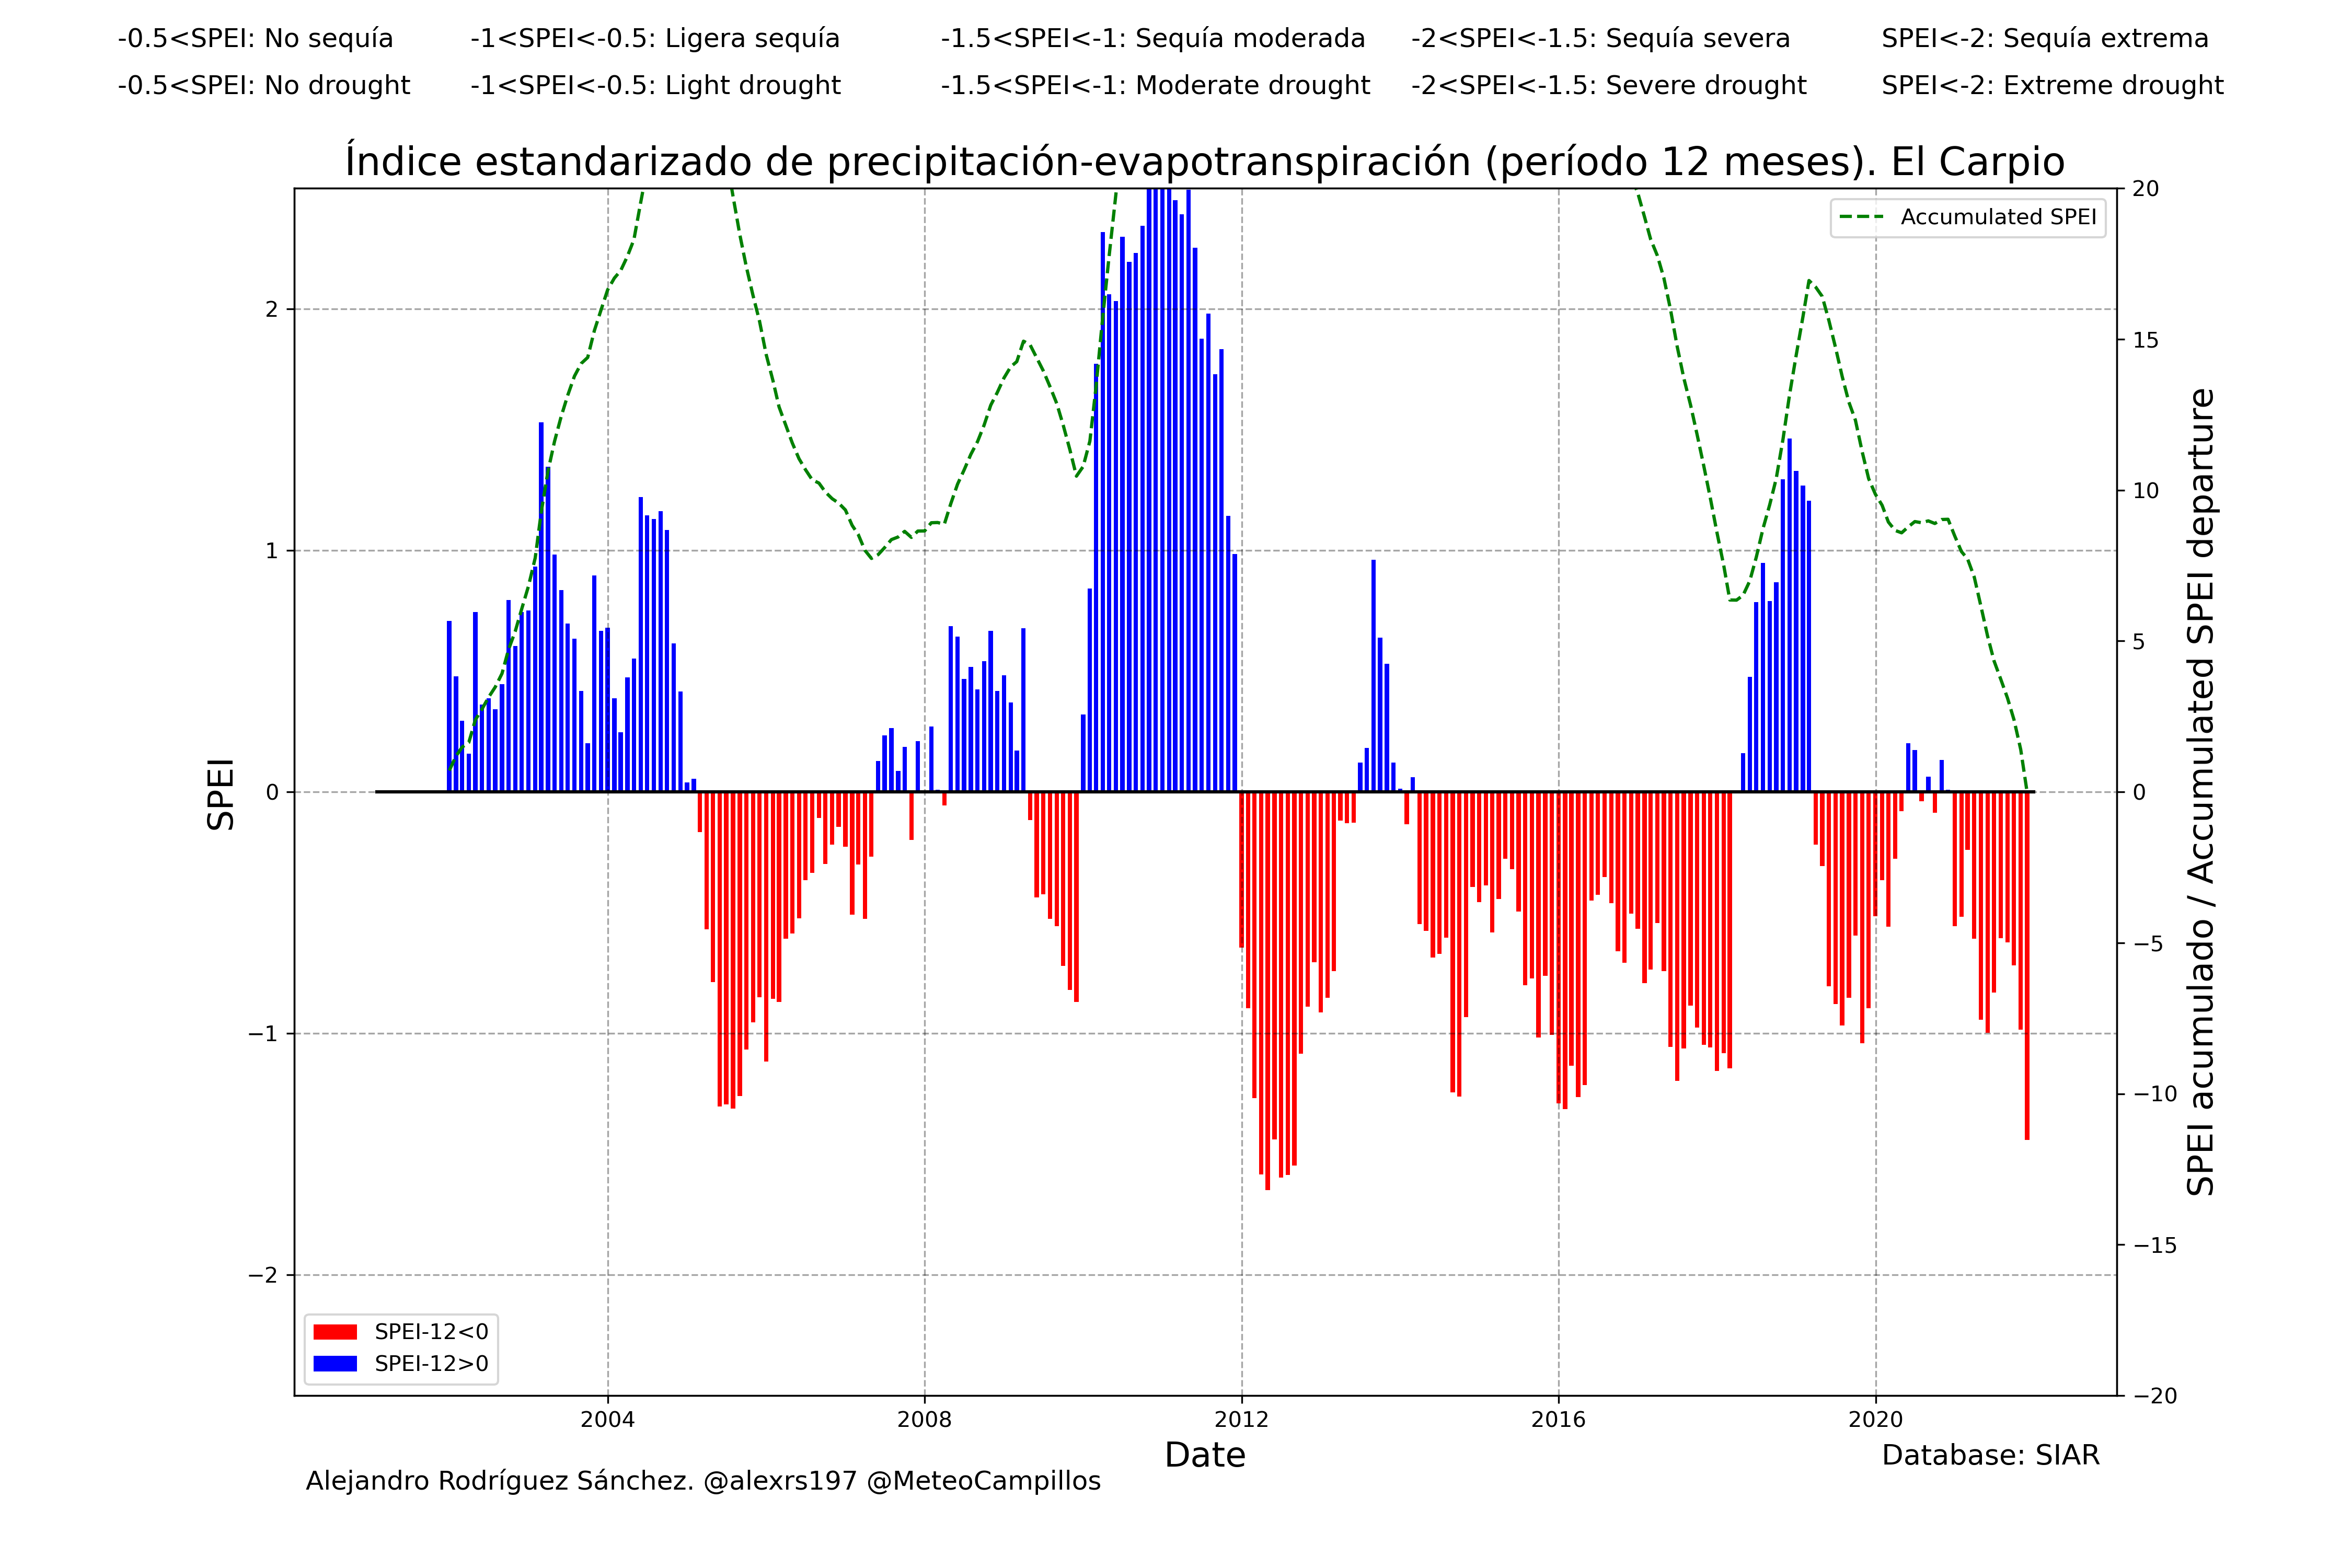 -0.5<SPEI: No sequía -1<SPEI<-0.5: Ligera sequía -1.5<SPEI<-1: Sequía moderada -2<SPEI<-1.5: Sequía severa SPEI<-2: Sequía extrema
-0.5<SPEI: No drought -1<SPEI<-0.5: Light drought -1.5<SPEI<-1: Moderate drought -2<SPEI<-1.5: Severe drought SPEI<-2: Extreme drought
Índice estandarizado de precipitación-evapotranspiración (período 12 meses). El Carpio
Accumulated SPEI
SPEI
2
1
0
−1
−2
20
15
10
5
0
−5
−10
−15
−20
SPEI acumulado / Accumulated SPEI departure
SPEI-12<0
SPEI-12>0
2004 2008 2012 2016 2020
Date
Database: SIAR
Alejandro Rodríguez Sánchez. @alexrs197 @MeteoCampillos